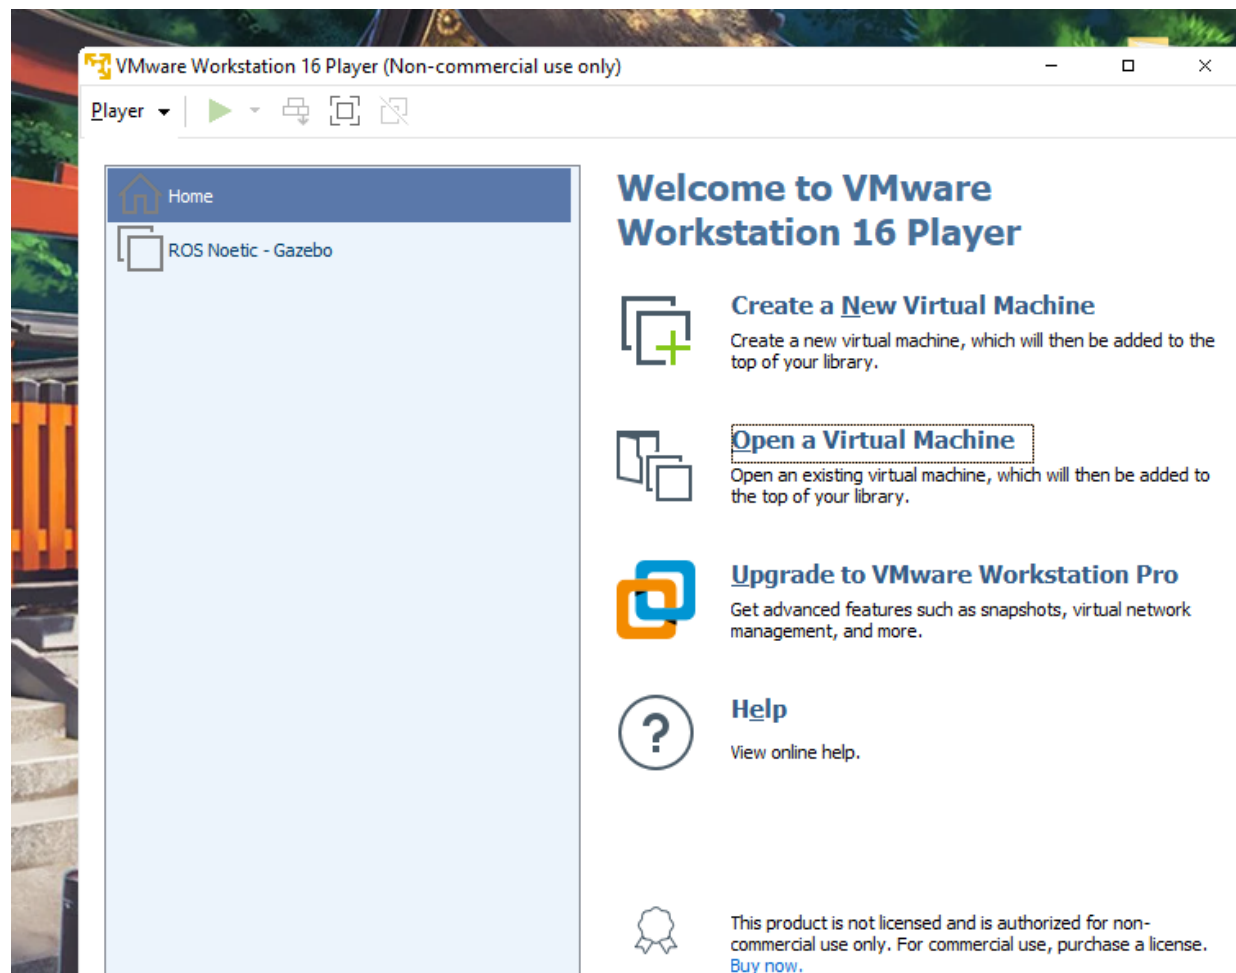 VMware Workstation 16 Player (Non-commercial use only)
Player
Home
ROS Noetic - Gazebo
Welcome to VMware
Workstation 16 Player
Create a New Virtual Machine
Create a new virtual machine, which will then be added to the
top of your library.
Open a Virtual Machine
Open an existing virtual machine, which will then be added to
the top of your library.
Upgrade to VMware Workstation Pro
Get advanced features such as snapshots, virtual network
management, and more.
Help
View online help.
This product is not licensed and is authorized for non-
commercial use only. For commercial use, purchase a license.
Buy now.